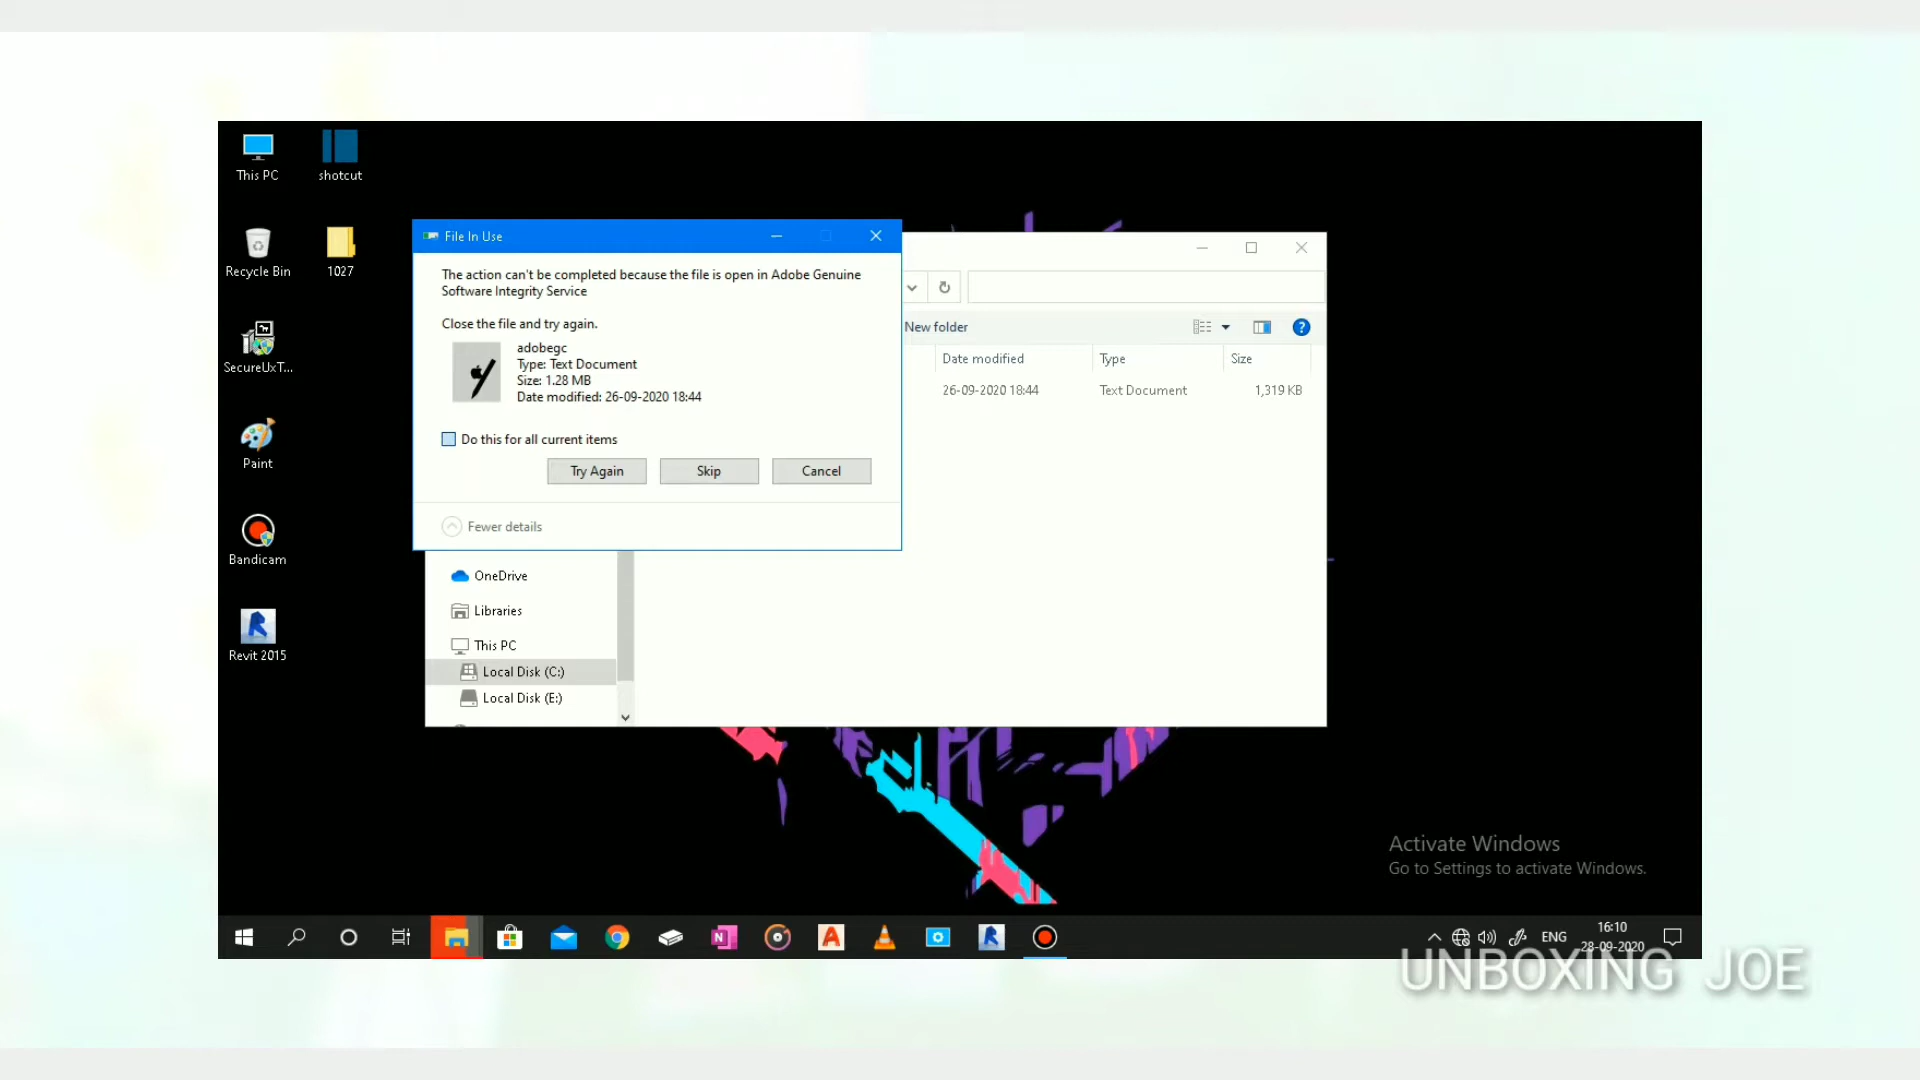 This PC
shotcut
Recycle Bin
1027
SecureUxT...
Paint
Bandicam
Revit 2015
File In Use
The action can't be completed because the file is open in Adobe Genuine
Software Integrity Service
Close the file and try again.
adobegc
Type: Text Document
Size: 1.28 MB
Date modified: 26-09-2020 18:44
Do this for all current items
Try Again
Skip
Cancel
Fewer details
New folder
Date modified
Type
Size
26-09-2020 18:44
Text Document
1,319 KB
OneDrive
Libraries
This PC
Local Disk (C:)
Local Disk (E:)
Activate Windows
Go to Settings to activate Windows.
ENG
16:10
28-09-2020
UNBOXING JOE